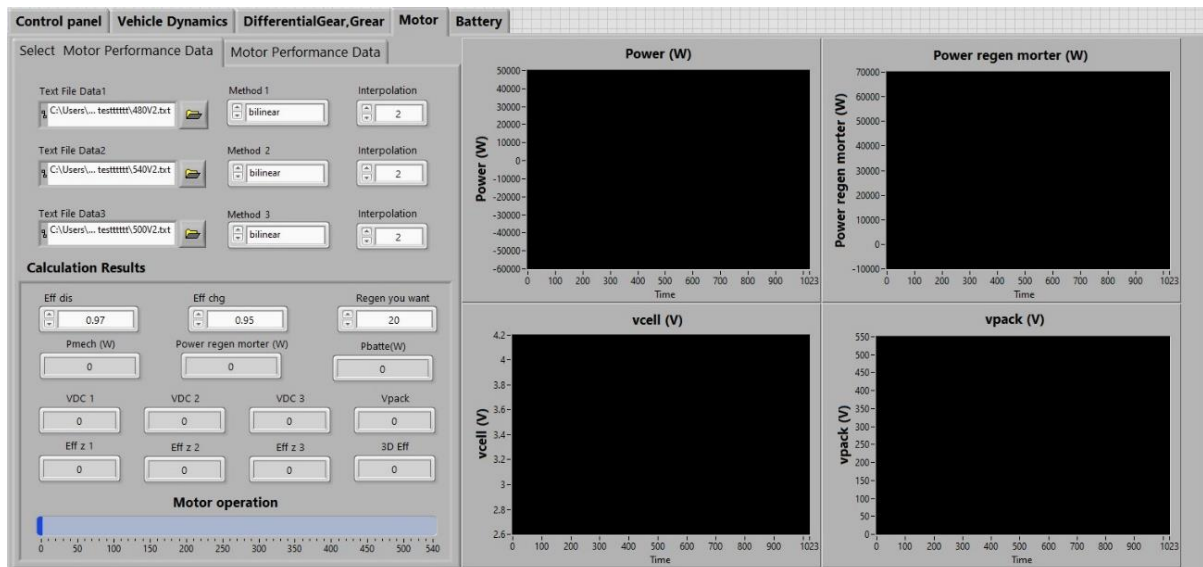 Control panel Vehicle Dynamics DifferentialGear,Grear Motor Battery
Select Motor Performance Data Motor Performance Data
Text File Data1 Method 1 Interpolation
C:\Users\... testttttt\480V2.txt bilinear 2
Text File Data2 Method 2 Interpolation
C:\Users\... testttttt\540V2.txt bilinear 2
Text File Data3 Method 3 Interpolation
C:\Users\... testttttt\500V2.txt bilinear 2
Calculation Results
Eff dis Eff chg Regen you want
0.97 0.95 20
Pmech (W) Power regen morter (W) Pbatte(W)
0 0 0
VDC 1 VDC 2 VDC 3 Vpack
0 0 0 0
Eff z 1 Eff z 2 Eff z 3 3D Eff
0 0 0 0
Motor operation
0 50 100 150 200 250 300 350 400 450 500 540
Power (W)
Power (W)
50000
40000
30000
20000
10000
0
-10000
-20000
-30000
-40000
-50000
-60000
0 100 200 300 400 500 600 700 800 900 1023
Time
Power regen morter (W)
Power regen morter (W)
70000
60000
50000
40000
30000
20000
10000
0
-10000
0 100 200 300 400 500 600 700 800 900 1023
Time
vcell (V)
vcell (V)
4.2
4
3.8
3.6
3.4
3.2
3
2.8
2.6
0 100 200 300 400 500 600 700 800 900 1023
Time
vpack (V)
vpack (V)
550
500
450
400
350
300
250
200
150
100
50
0
0 100 200 300 400 500 600 700 800 900 1023
Time